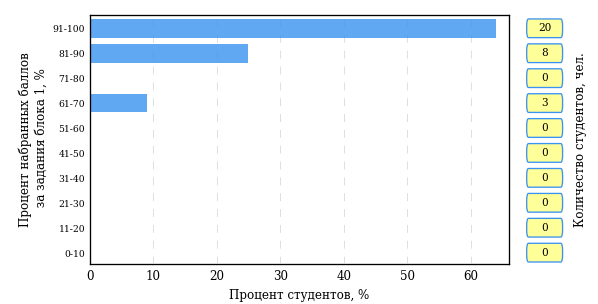 Процент набранных баллов
за задания блока 1, %
91-100 20
81-90 8
71-80 0
61-70 3
51-60 0
41-50 0
31-40 0
21-30 0
11-20 0
0-10 0
0 10 20 30 40 50 60
Процент студентов, %
Количество студентов, чел.